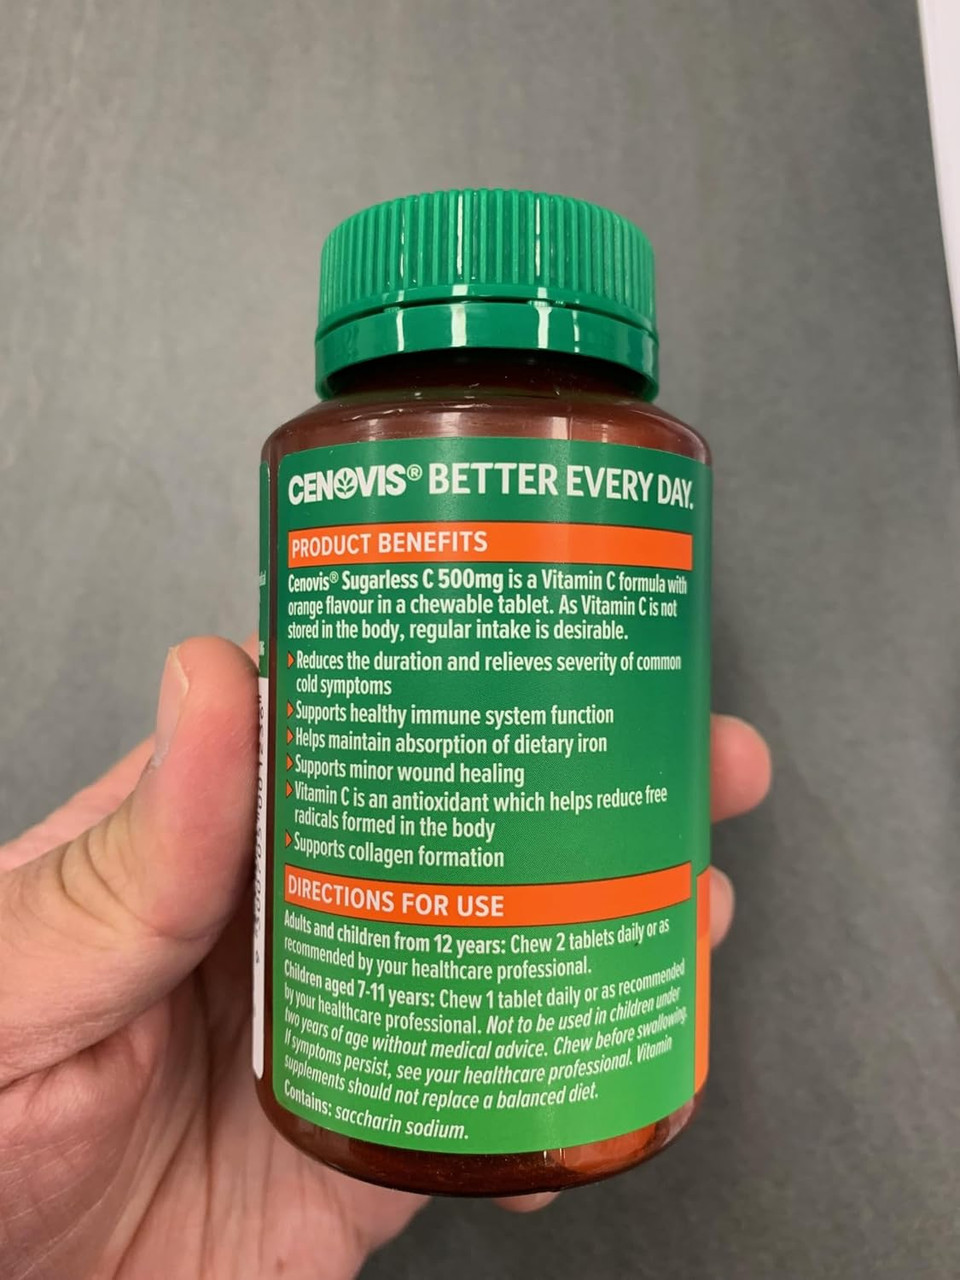 CENOVIS® BETTER EVERY DAY.
PRODUCT BENEFITS
Cenovis® Sugarless C 500mg is a Vitamin C formula with
orange flavour in a chewable tablet. As Vitamin C is not
stored in the body, regular intake is desirable.
Reduces the duration and relieves severity of common
cold symptoms
Supports healthy immune system function
Helps maintain absorption of dietary iron
Supports minor wound healing
Vitamin C is an antioxidant which helps reduce free
radicals formed in the body
Supports collagen formation
DIRECTIONS FOR USE
Adults and children from 12 years: Chew 2 tablets daily or as
recommended by your healthcare professional.
Children aged 7-11 years: Chew 1 tablet daily or as recommended
by your healthcare professional. Not to be used in children under
two years of age without medical advice. Chew before swallowing.
If symptoms persist, see your healthcare professional. Vitamin
supplements should not replace a balanced diet.
Contains: saccharin sodium.